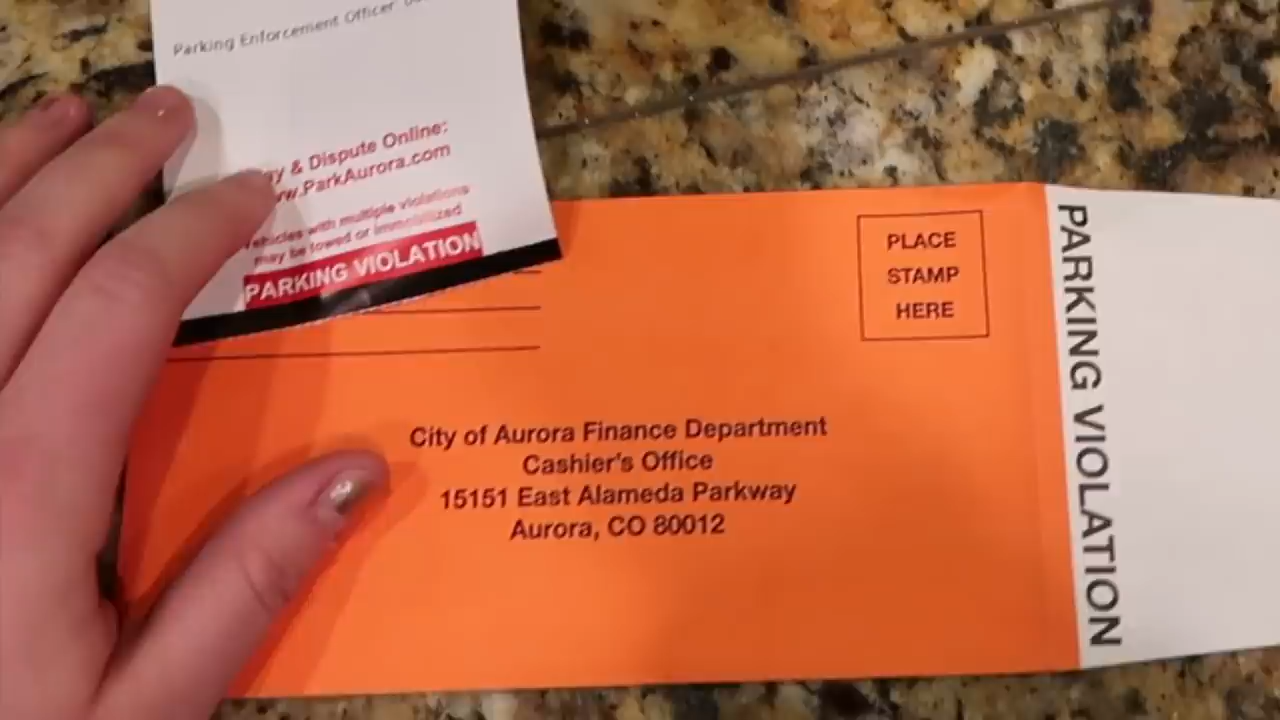 Parking Enforcement Officer
& Dispute Online:
ParkAurora.com
vehicles with multiple violations
may be towed or immobilized
PARKING VIOLATION
PLACE
STAMP
HERE
City of Aurora Finance Department
Cashier's Office
15151 East Alameda Parkway
Aurora, CO 80012
PARKING VIOLATION